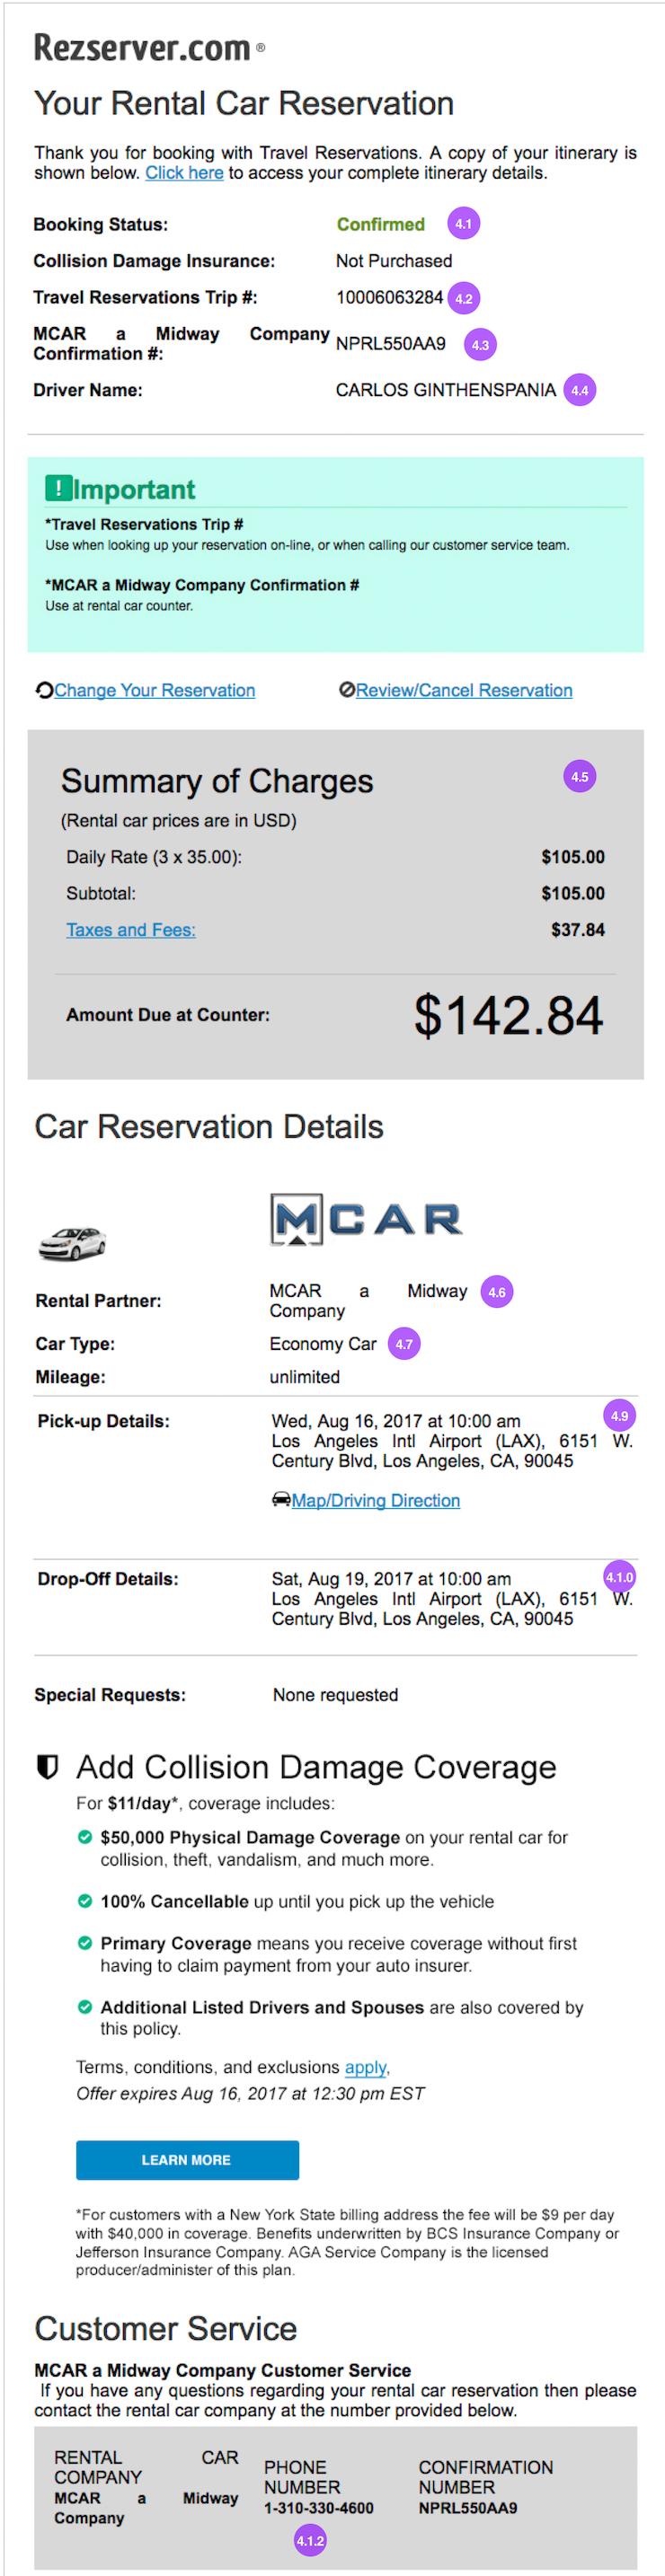 Rezserver.com ®
Your Rental Car Reservation
Thank you for booking with Travel Reservations. A copy of your itinerary is
shown below. Click here to access your complete itinerary details.
Booking Status: Confirmed 4.1
Collision Damage Insurance: Not Purchased
Travel Reservations Trip #: 10006063284 4.2
MCAR a Midway Company
Confirmation #: NPRL550AA9 4.3
Driver Name: CARLOS GINTHENSPANIA 4.4
! Important
*Travel Reservations Trip #
Use when looking up your reservation on-line, or when calling our customer service team.
*MCAR a Midway Company Confirmation #
Use at rental car counter.
Change Your Reservation Review/Cancel Reservation
Summary of Charges 4.5
(Rental car prices are in USD)
Daily Rate (3 x 35.00): $105.00
Subtotal: $105.00
Taxes and Fees: $37.84
Amount Due at Counter: $142.84
Car Reservation Details
MCAR
Rental Partner: MCAR a Midway 4.6
Company
Car Type: Economy Car 4.7
Mileage: unlimited
Pick-up Details: Wed, Aug 16, 2017 at 10:00 am 4.9
Los Angeles Intl Airport (LAX), 6151 W.
Century Blvd, Los Angeles, CA, 90045
Map/Driving Direction
Drop-Off Details: Sat, Aug 19, 2017 at 10:00 am 4.1.0
Los Angeles Intl Airport (LAX), 6151 W.
Century Blvd, Los Angeles, CA, 90045
Special Requests: None requested
Add Collision Damage Coverage
For $11/day*, coverage includes:
$50,000 Physical Damage Coverage on your rental car for
collision, theft, vandalism, and much more.
100% Cancellable up until you pick up the vehicle
Primary Coverage means you receive coverage without first
having to claim payment from your auto insurer.
Additional Listed Drivers and Spouses are also covered by
this policy.
Terms, conditions, and exclusions apply,
Offer expires Aug 16, 2017 at 12:30 pm EST
LEARN MORE
*For customers with a New York State billing address the fee will be $9 per day
with $40,000 in coverage. Benefits underwritten by BCS Insurance Company or
Jefferson Insurance Company. AGA Service Company is the licensed
producer/administer of this plan.
Customer Service
MCAR a Midway Company Customer Service
If you have any questions regarding your rental car reservation then please
contact the rental car company at the number provided below.
RENTAL CAR
COMPANY
MCAR a Midway
Company
PHONE
NUMBER
1-310-330-4600
4.1.2
CONFIRMATION
NUMBER
NPRL550AA9